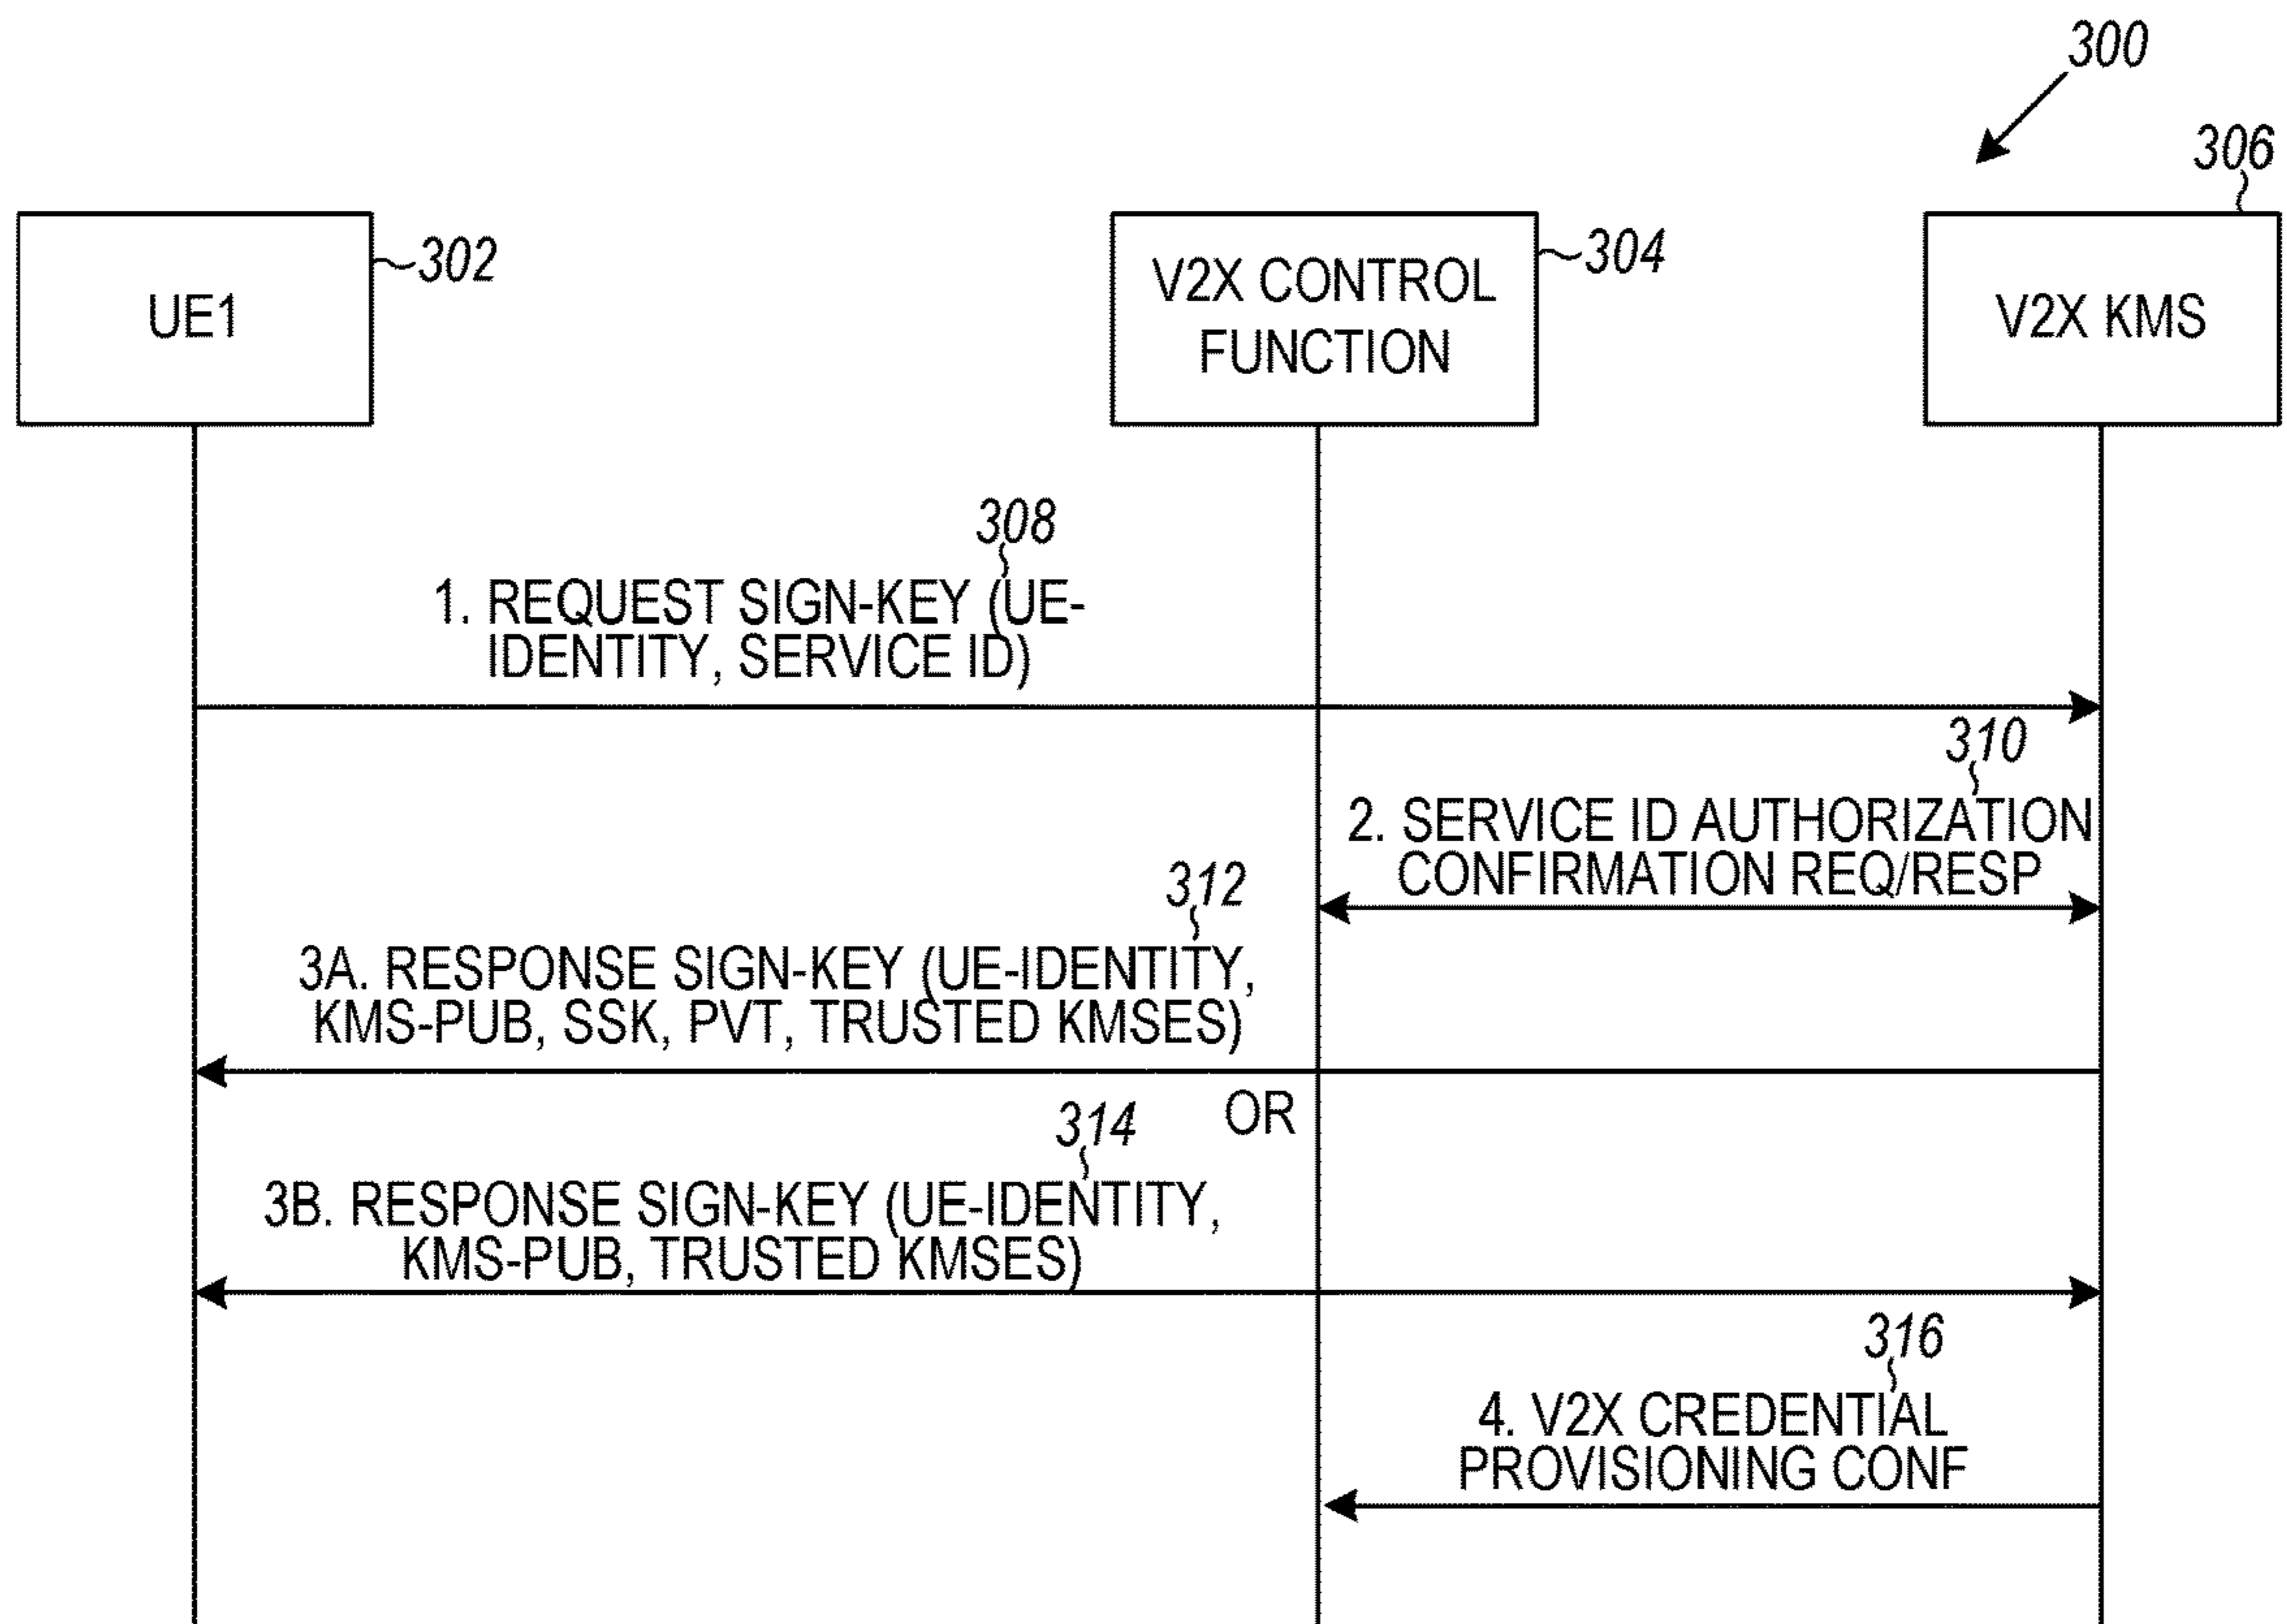 300
306
302
304
UE1
V2X CONTROL
FUNCTION
V2X KMS
308
1. REQUEST SIGN-KEY (UE-
IDENTITY, SERVICE ID)
310
2. SERVICE ID AUTHORIZATION
CONFIRMATION REQ/RESP
312
3A. RESPONSE SIGN-KEY (UE-IDENTITY,
KMS-PUB, SSK, PVT, TRUSTED KMSES)
OR
314
3B. RESPONSE SIGN-KEY (UE-IDENTITY,
KMS-PUB, TRUSTED KMSES)
316
4. V2X CREDENTIAL
PROVISIONING CONF